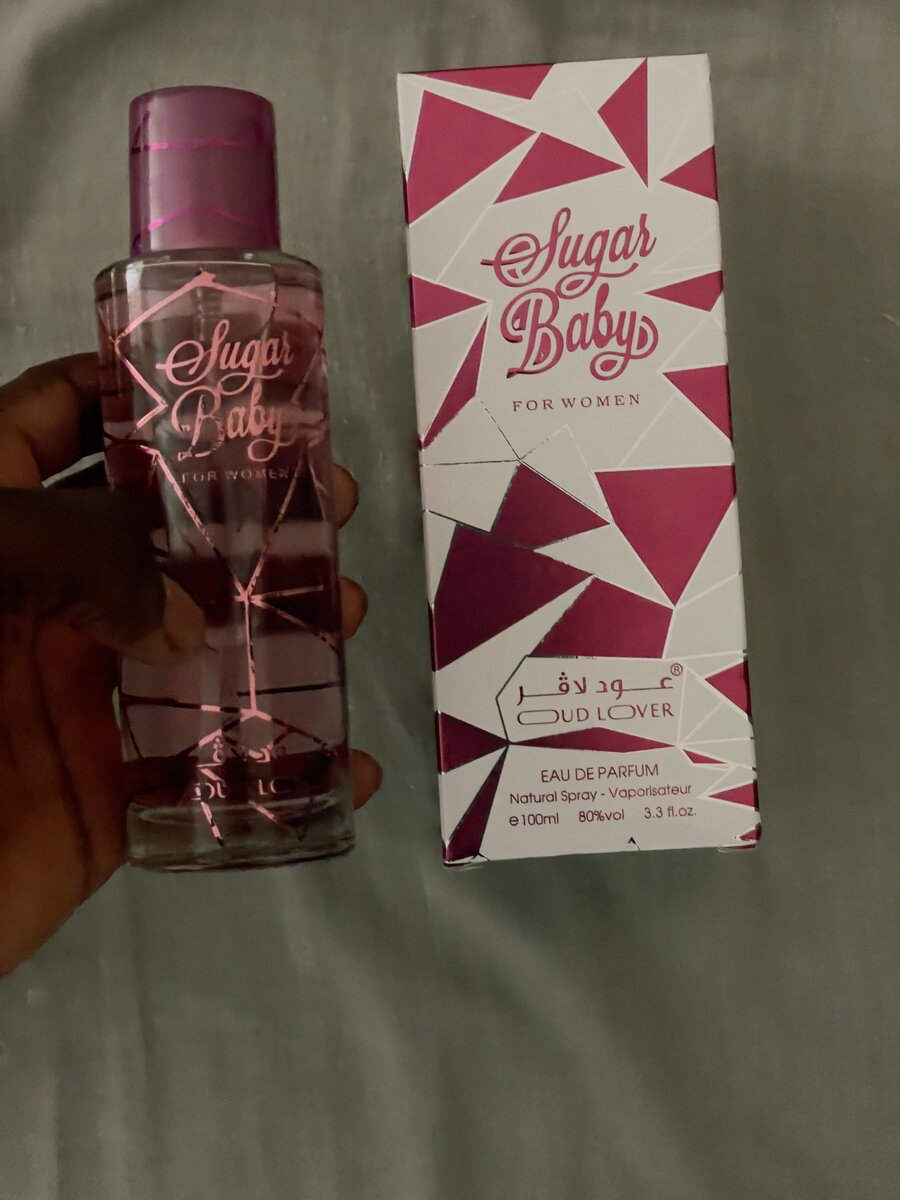 Sugar
Baby
FOR WOMEN
Sugar
Baby
FOR WOMEN
عود لاڤر®
OUD LOVER
EAU DE PARFUM
Natural Spray - Vaporisateur
℮100ml 80%vol 3.3 fl.oz.